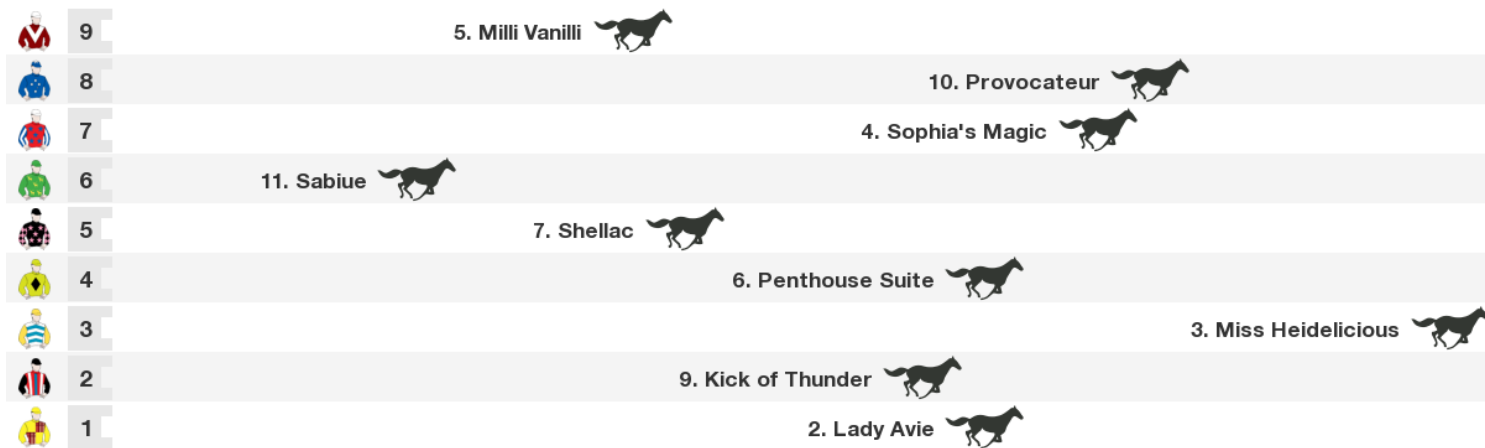 9 5. Milli Vanilli
8 10. Provocateur
7 4. Sophia's Magic
6 11. Sabiue
5 7. Shellac
4 6. Penthouse Suite
3 3. Miss Heidelicious
2 9. Kick of Thunder
1 2. Lady Avie